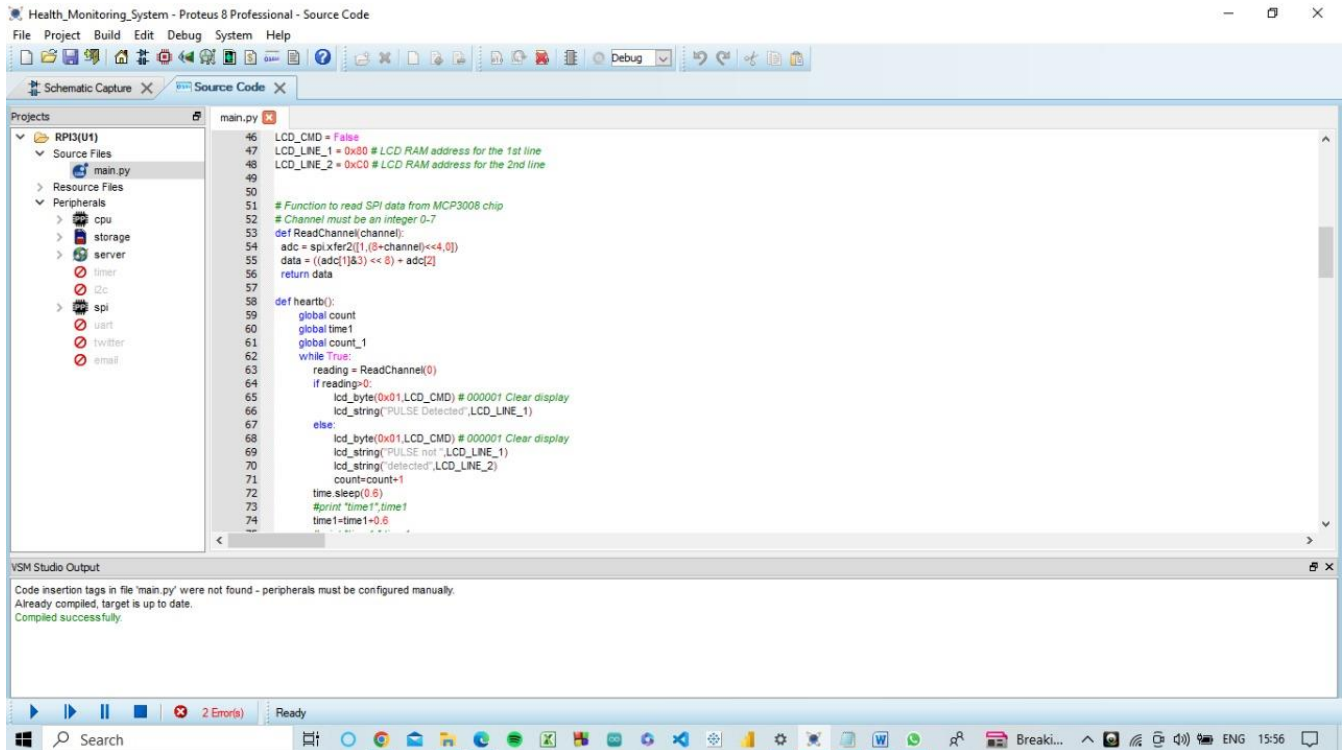 Health_Monitoring_System - Proteus 8 Professional - Source Code
File Project Build Edit Debug System Help
Debug
Schematic Capture
Source Code
Projects
RPI3(U1)
Source Files
main.py
Resource Files
Peripherals
cpu
storage
server
timer
i2c
spi
uart
twitter
email
main.py
46 LCD_CMD = False
47 LCD_LINE_1 = 0x80 # LCD RAM address for the 1st line
48 LCD_LINE_2 = 0xC0 # LCD RAM address for the 2nd line
49
50
51 # Function to read SPI data from MCP3008 chip
52 # Channel must be an integer 0-7
53 def ReadChannel(channel):
54 adc = spi.xfer2([1,(8+channel)<<4,0])
55 data = ((adc[1]&3) << 8) + adc[2]
56 return data
57
58 def heartb():
59 global count
60 global time1
61 global count_1
62 while True:
63 reading = ReadChannel(0)
64 if reading>0:
65 lcd_byte(0x01,LCD_CMD) # 000001 Clear display
66 lcd_string("PULSE Detected",LCD_LINE_1)
67 else:
68 lcd_byte(0x01,LCD_CMD) # 000001 Clear display
69 lcd_string("PULSE not ",LCD_LINE_1)
70 lcd_string("detected",LCD_LINE_2)
71 count=count+1
72 time.sleep(0.6)
73 #print "time1",time1
74 time1=time1+0.6
VSM Studio Output
Code insertion tags in file 'main.py' were not found - peripherals must be configured manually.
Already compiled, target is up to date.
Compiled successfully.
2 Error(s) Ready
Search
Breaki... ENG 15:56